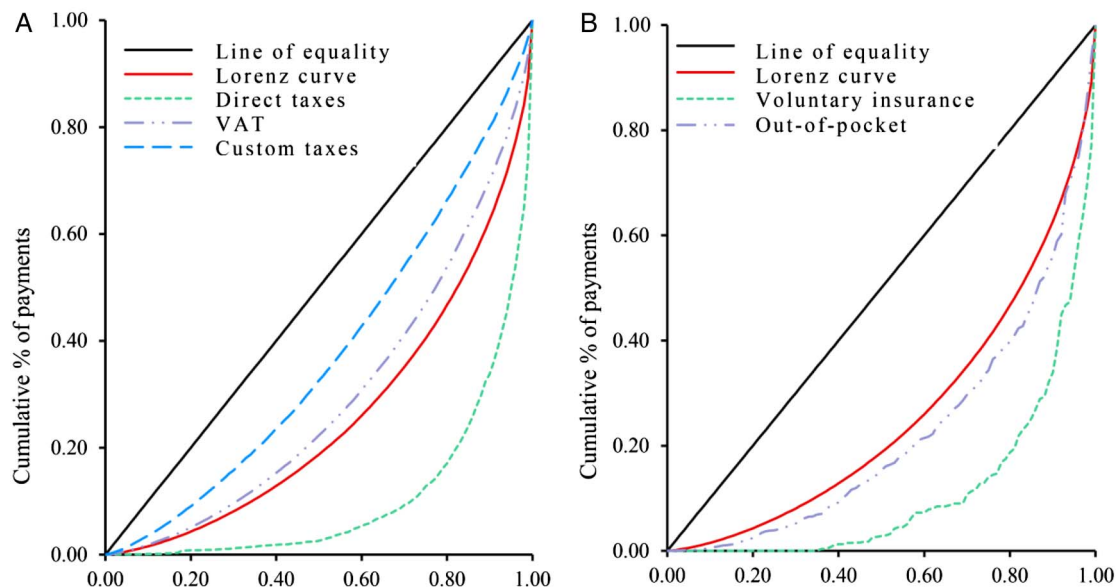 A
1.00
Line of equality
Lorenz curve
Direct taxes
VAT
Custom taxes
0.80
0.60
0.40
0.20
0.00
Cumulative % of payments
0.00 0.20 0.40 0.60 0.80 1.00
B
1.00
Line of equality
Lorenz curve
Voluntary insurance
Out-of-pocket
0.80
0.60
0.40
0.20
0.00
Cumulative % of payments
0.00 0.20 0.40 0.60 0.80 1.00